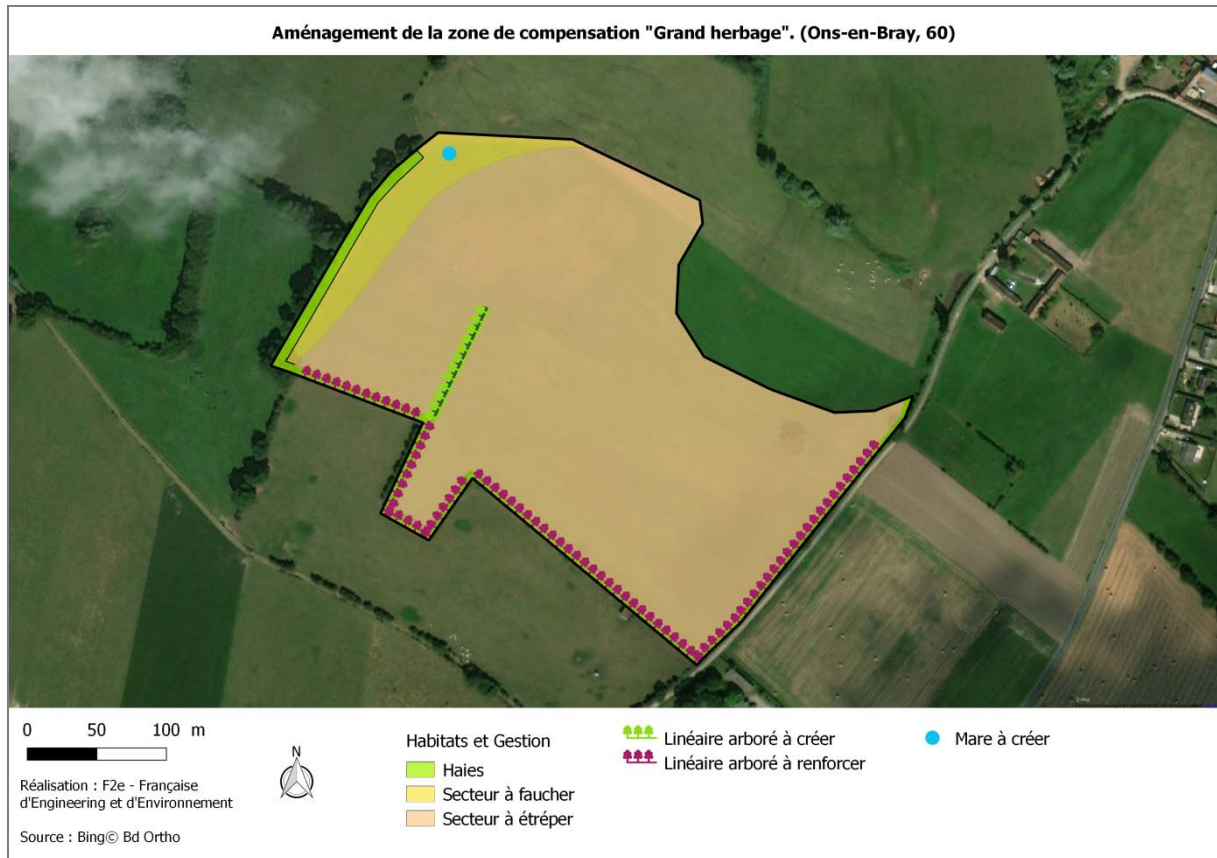 Aménagement de la zone de compensation "Grand herbage". (Ons-en-Bray, 60)
0 50 100 m
Réalisation : F2e - Française
d'Engineering et d'Environnement
Source : Bing© Bd Ortho
N
Habitats et Gestion
Haies
Secteur à faucher
Secteur à étréper
Linéaire arboré à créer
Linéaire arboré à renforcer
Mare à créer